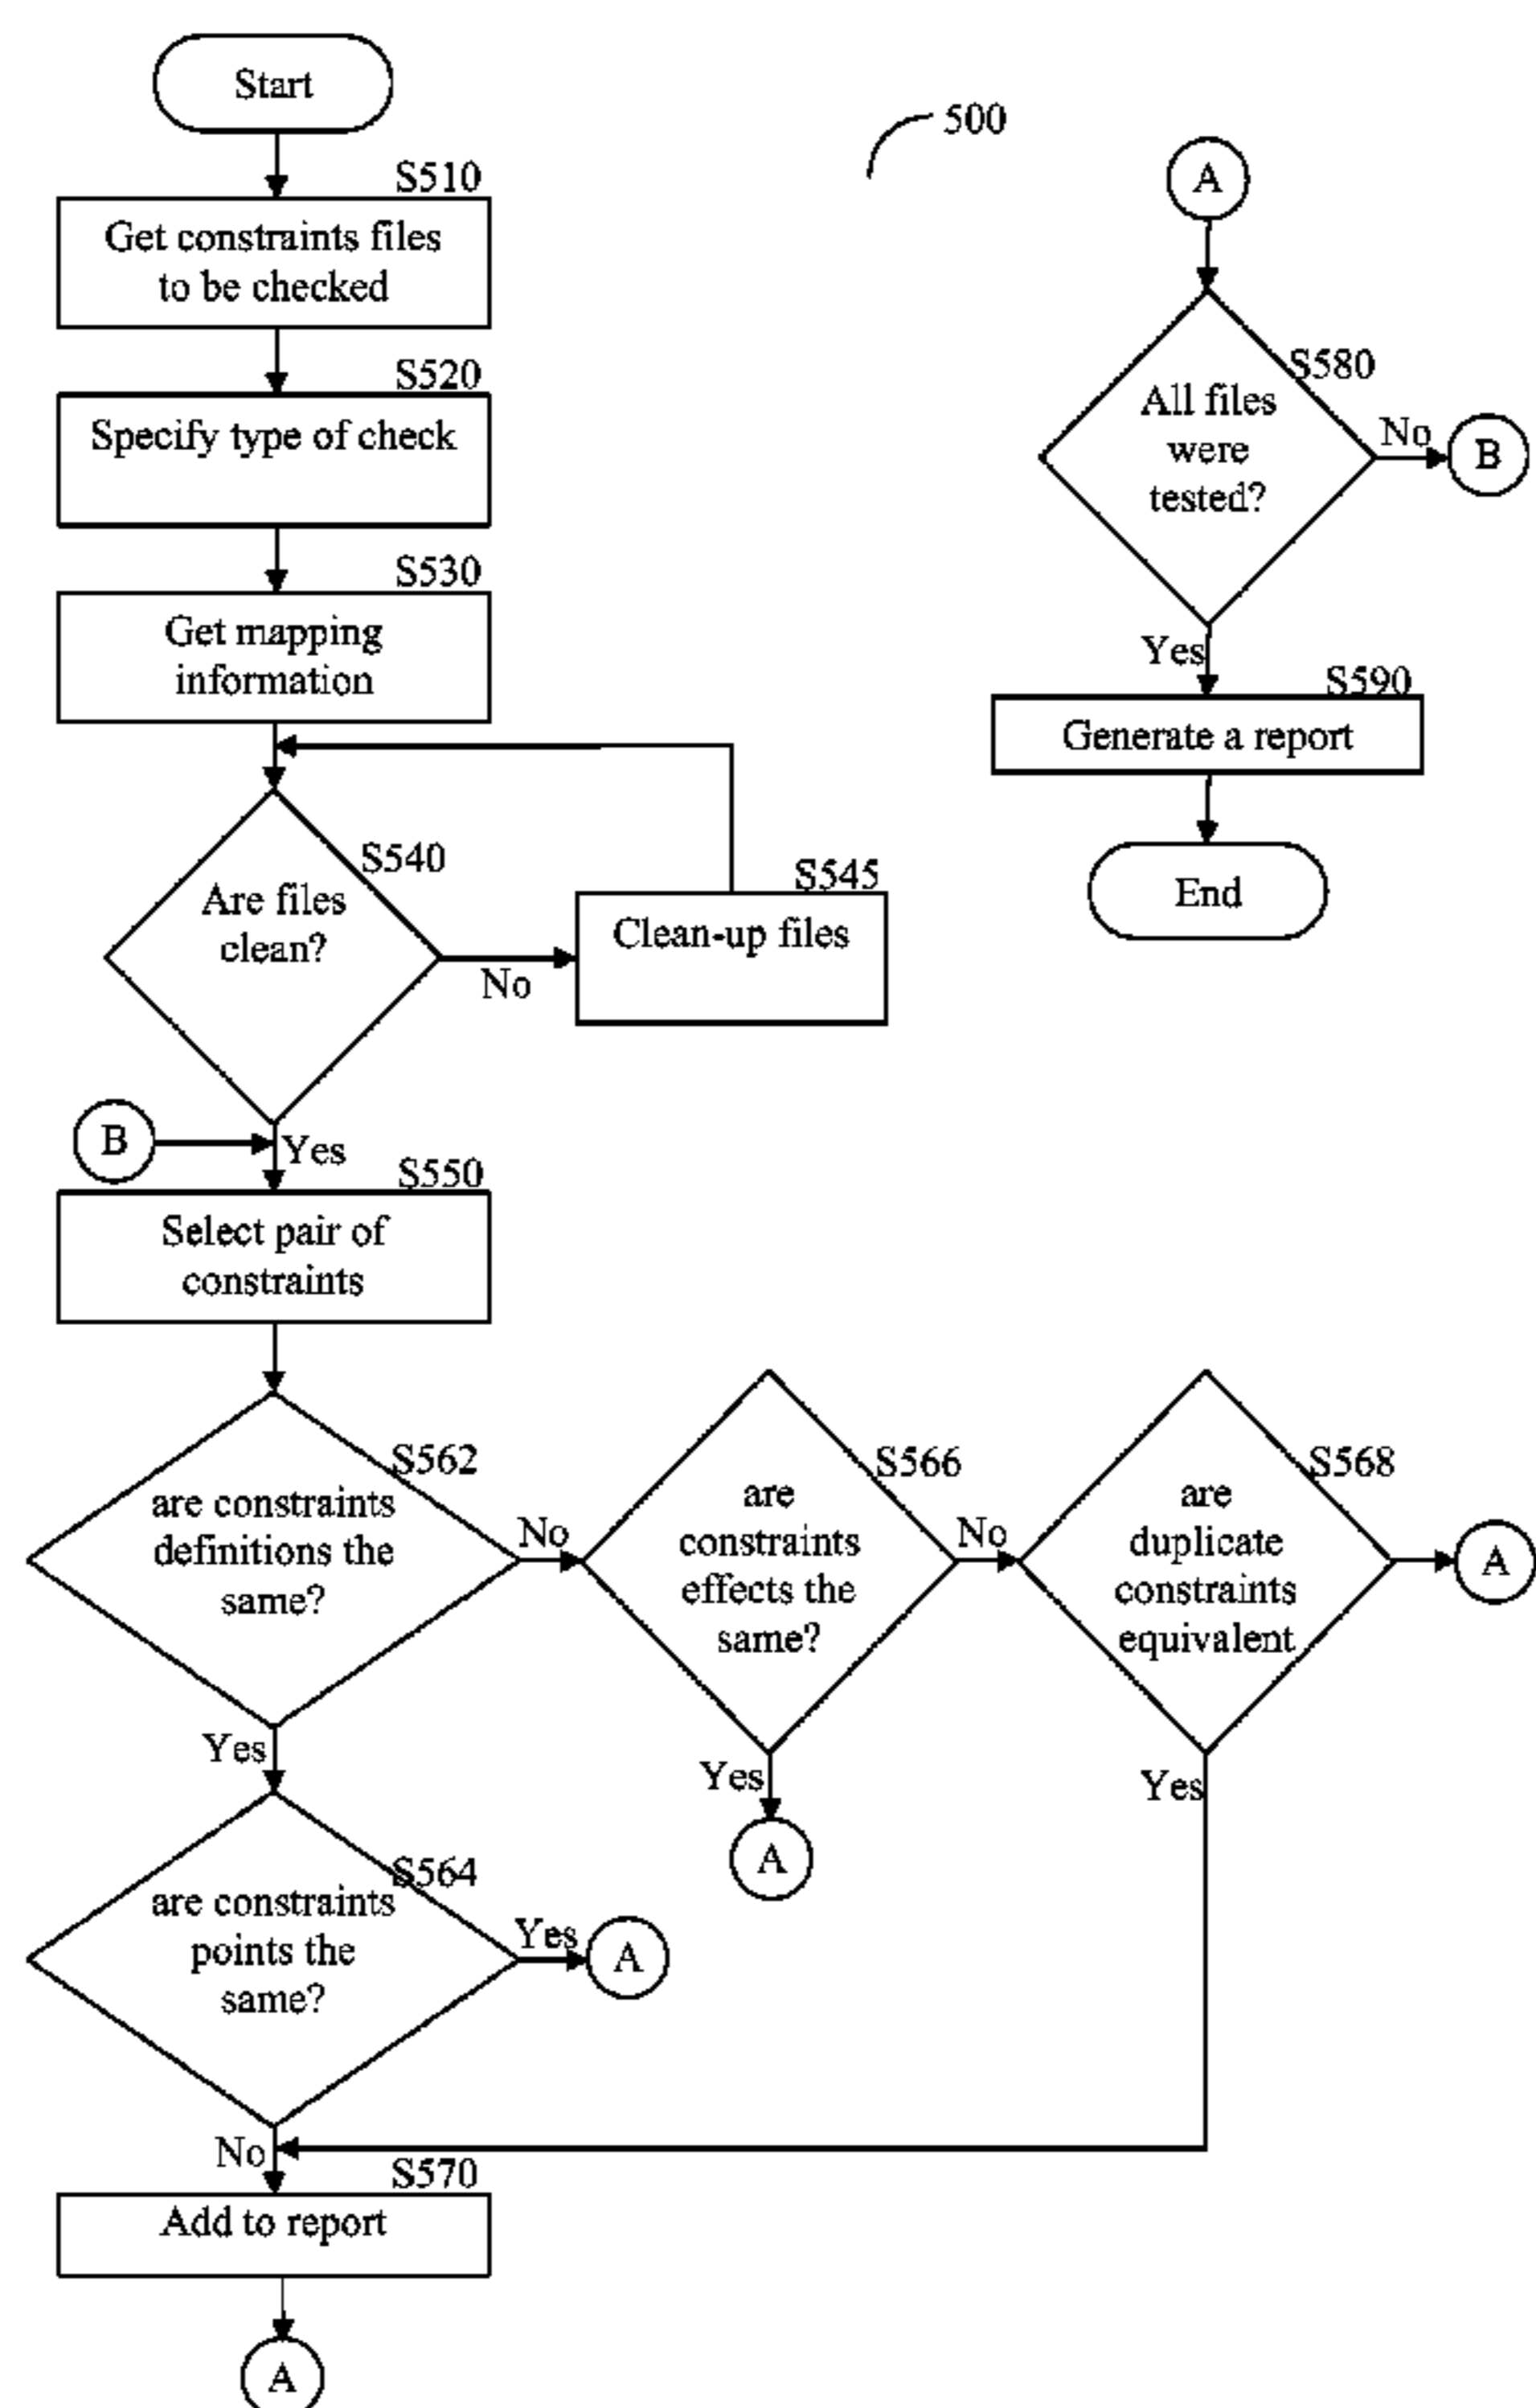 Start
500
S510
Get constraints files
to be checked
S520
Specify type of check
S530
Get mapping
information
S540
Are files
clean?
No
S545
Clean-up files
B
Yes
S550
Select pair of
constraints
S562
are constraints
definitions the
same?
No
S566
are
constraints
effects the
same?
No
S568
are
duplicate
constraints
equivalent
A
Yes
Yes
A
Yes
S564
are constraints
points the
same?
Yes
A
No
S570
Add to report
A
A
S580
All files
were
tested?
No
B
Yes
S590
Generate a report
End